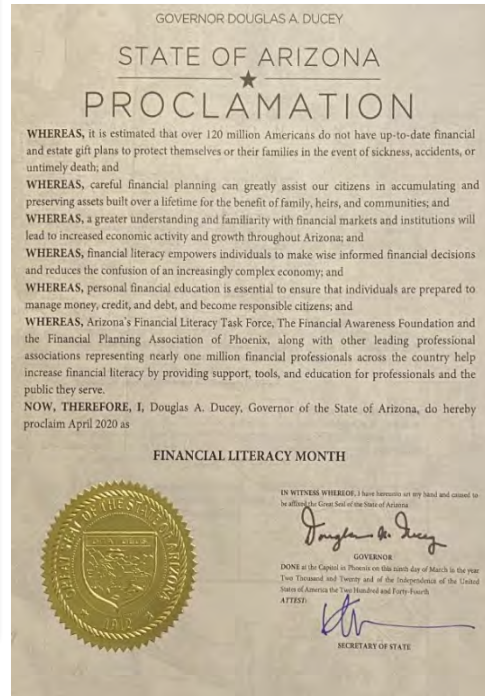 GOVERNOR DOUGLAS A. DUCEY
STATE OF ARIZONA
PROCLAMATION
WHEREAS, it is estimated that over 120 million Americans do not have up-to-date financial
and estate gift plans to protect themselves or their families in the event of sickness, accidents, or
untimely death; and
WHEREAS, careful financial planning can greatly assist our citizens in accumulating and
preserving assets built over a lifetime for the benefit of family, heirs, and communities; and
WHEREAS, a greater understanding and familiarity with financial markets and institutions will
lead to increased economic activity and growth throughout Arizona; and
WHEREAS, financial literacy empowers individuals to make wise informed financial decisions
and reduces the confusion of an increasingly complex economy; and
WHEREAS, personal financial education is essential to ensure that individuals are prepared to
manage money, credit, and debt, and become responsible citizens; and
WHEREAS, Arizona's Financial Literacy Task Force, The Financial Awareness Foundation and
the Financial Planning Association of Phoenix, along with other leading professional
associations representing nearly one million financial professionals across the country help
increase financial literacy by providing support, tools, and education for professionals and the
public they serve.
NOW, THEREFORE, I, Douglas A. Ducey, Governor of the State of Arizona, do hereby
proclaim April 2020 as
FINANCIAL LITERACY MONTH
IN WITNESS WHEREOF, I have hereunto set my hand and caused to
be affixed the Great Seal of the State of Arizona
Douglas A. Ducey
GOVERNOR
DONE at the Capitol in Phoenix on this ninth day of March in the year
Two Thousand and Twenty and of the Independence of the United
States of America the Two Hundred and Forty-Fourth
ATTEST:
SECRETARY OF STATE
GREAT SEAL OF THE STATE OF ARIZONA
1912